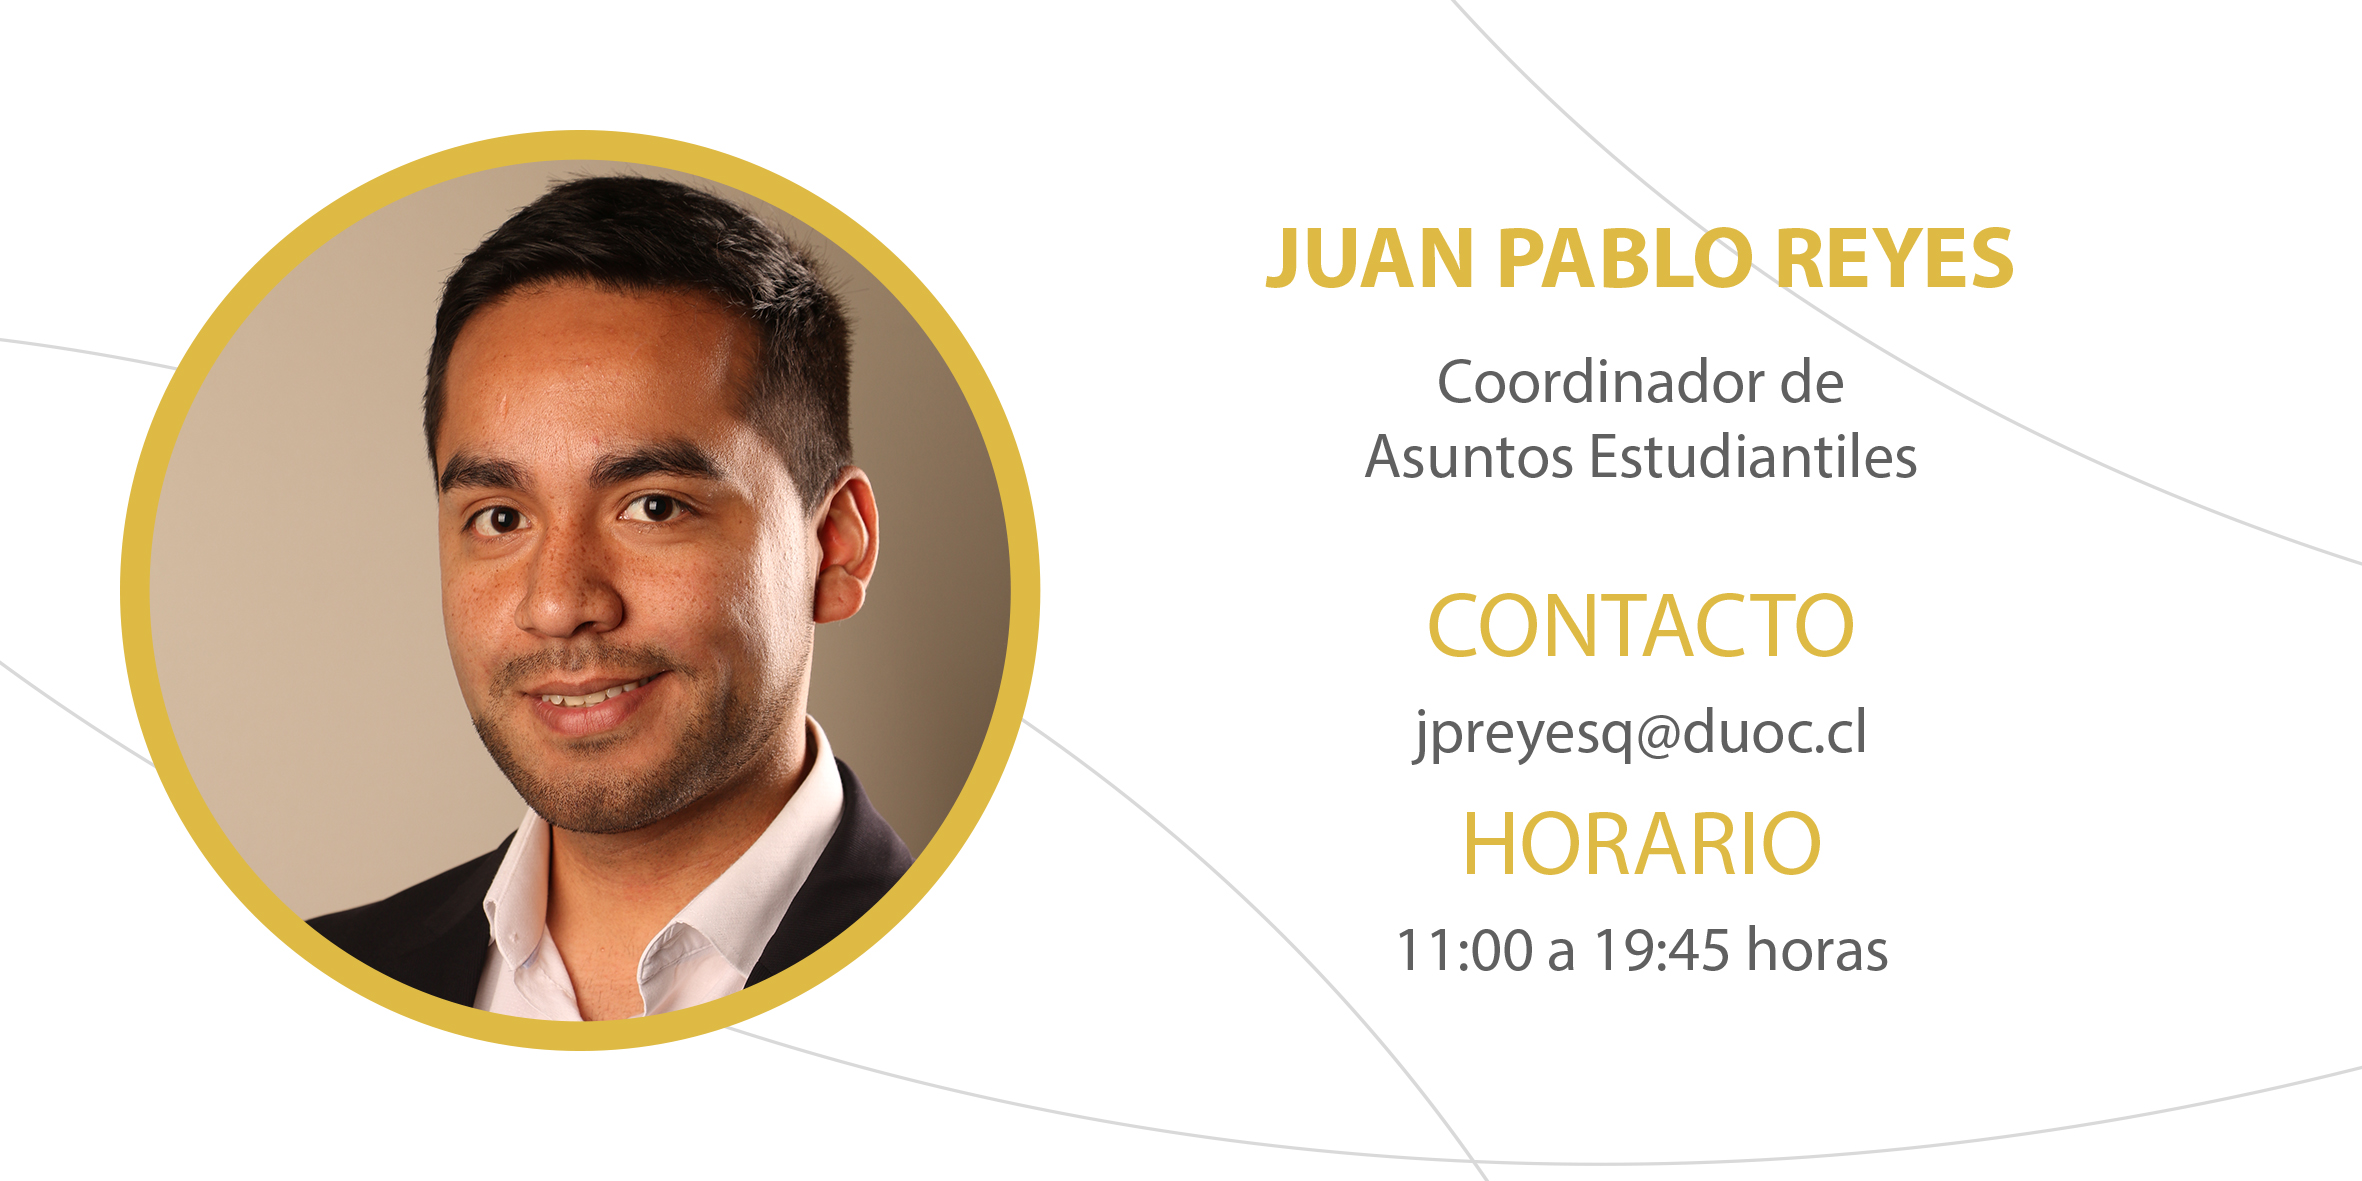 JUAN PABLO REYES
Coordinador de
Asuntos Estudiantiles
CONTACTO
jpreyesq@duoc.cl
HORARIO
11:00 a 19:45 horas